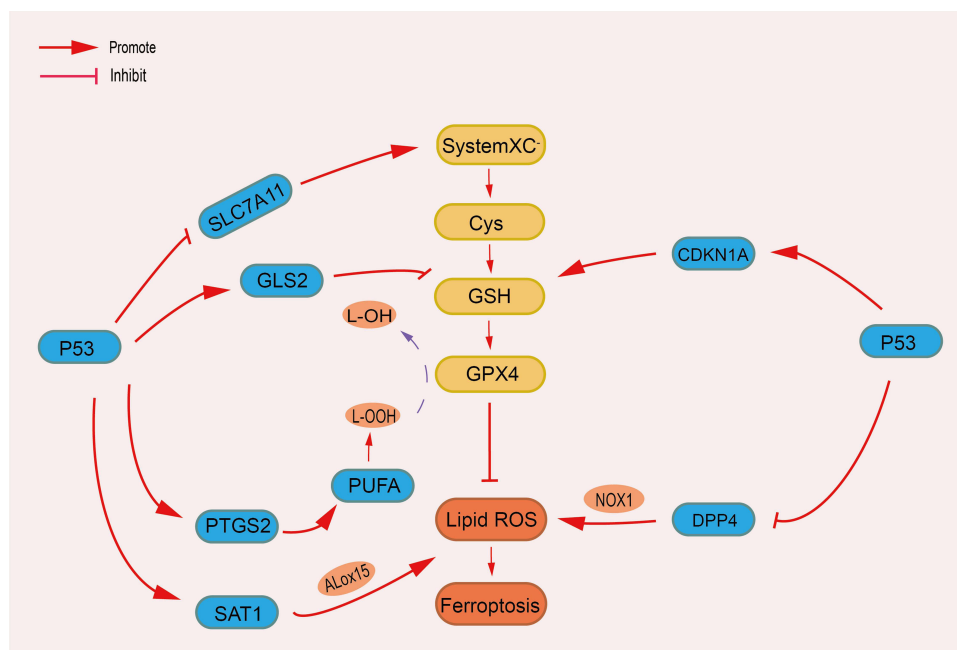 Promote
Inhibit
SystemXC-
SLC7A11
Cys
CDKN1A
GLS2
GSH
L-OH
P53
P53
GPX4
L-OOH
PUFA
NOX1
PTGS2
Lipid ROS
DPP4
ALox15
SAT1
Ferroptosis